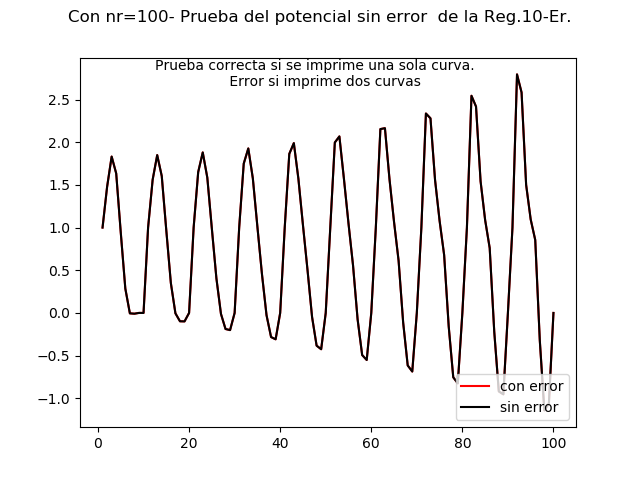 Con nr=100- Prueba del potencial sin error  de la Reg.10-Er.
Prueba correcta si se imprime una sola curva.
Error si imprime dos curvas
2.5
2.0
1.5
1.0
0.5
0.0
−0.5
−1.0
con error
sin error
0 20 40 60 80 100